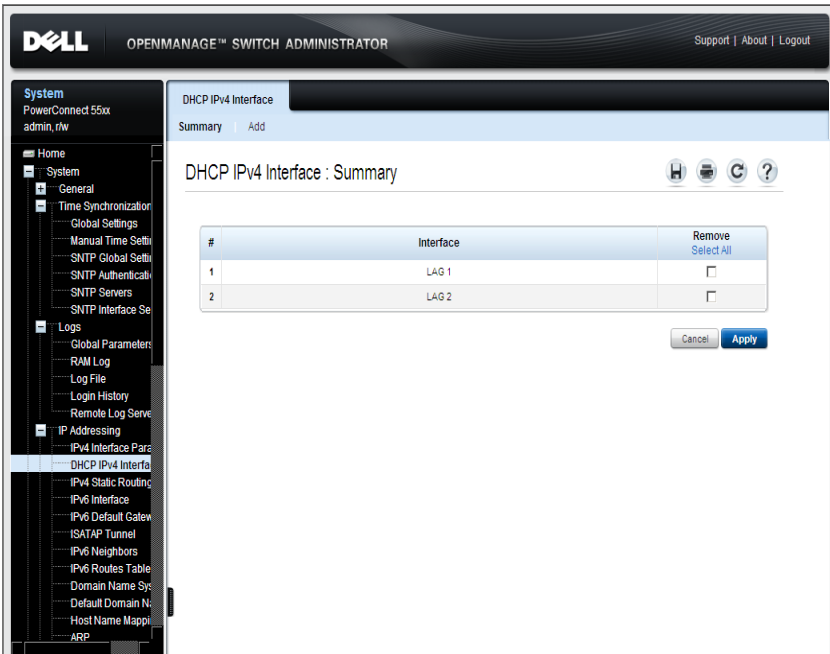 DELL
OPENMANAGE™ SWITCH ADMINISTRATOR
Support | About | Logout
System
PowerConnect 55xx
admin, r/w
Home
System
General
Time Synchronization
Global Settings
Manual Time Settin
SNTP Global Settin
SNTP Authenticati
SNTP Servers
SNTP Interface Se
Logs
Global Parameters
RAM Log
Log File
Login History
Remote Log Serve
IP Addressing
IPv4 Interface Para
DHCP IPv4 Interfa
IPv4 Static Routing
IPv6 Interface
IPv6 Default Gatew
ISATAP Tunnel
IPv6 Neighbors
IPv6 Routes Table
Domain Name Sys
Default Domain Na
Host Name Mappi
ARP
DHCP IPv4 Interface
Summary Add
DHCP IPv4 Interface : Summary
# Interface Remove
Select All
1 LAG 1
2 LAG 2
Cancel Apply